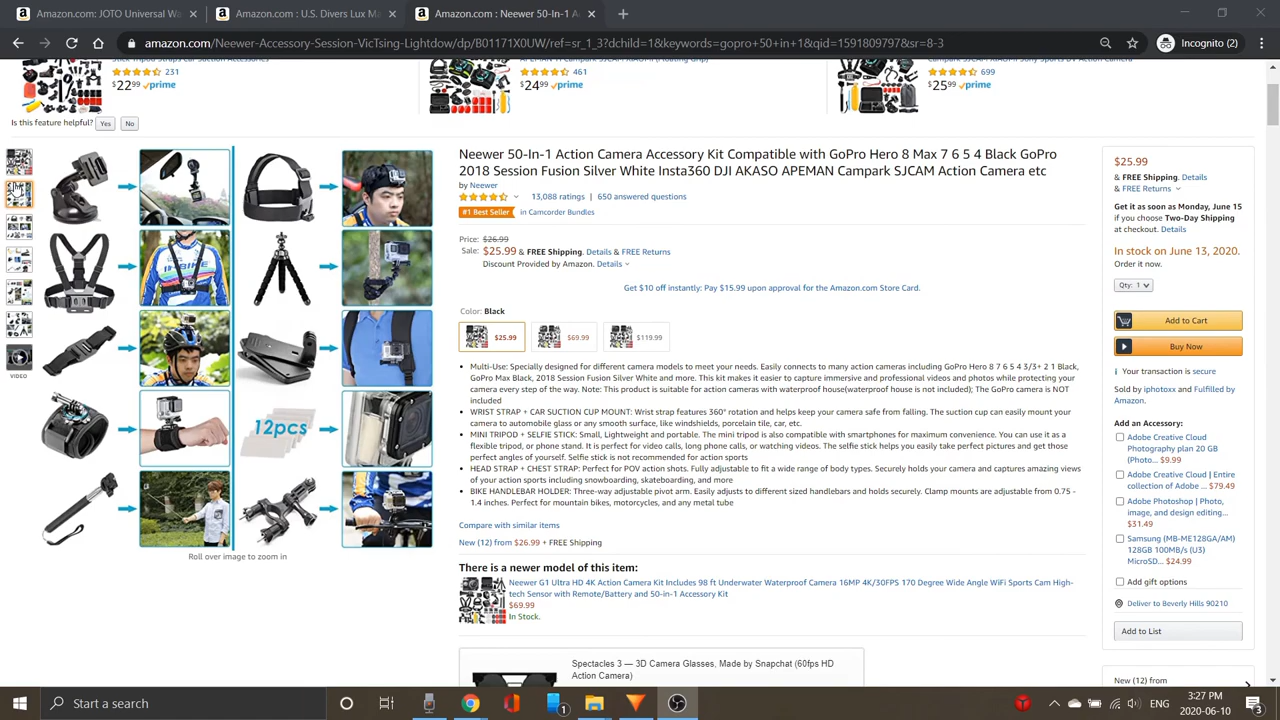 Amazon.com: JOTO Universal W
Amazon.com : U.S. Divers Lux Ma
Amazon.com : Neewer 50-In-1 Act
amazon.com/Neewer-Accessory-Session-VicTsing-Lightdow/dp/B01171X0UW/ref=sr_1_3?dchild=1&keywords=gopro+50+in+1&qid=1591809797&sr=8-3
Incognito (2)
231
$22.99 prime
461
$24.99 prime
699
$25.99 prime
Is this feature helpful? Yes No
Neewer 50-In-1 Action Camera Accessory Kit Compatible with GoPro Hero 8 Max 7 6 5 4 Black GoPro
2018 Session Fusion Silver White Insta360 DJI AKASO APEMAN Campark SJCAM Action Camera etc
by Neewer
13,088 ratings | 650 answered questions
#1 Best Seller in Camcorder Bundles
Price: $26.99
Sale: $25.99 & FREE Shipping. Details & FREE Returns
Discount Provided by Amazon. Details
Get $10 off instantly: Pay $15.99 upon approval for the Amazon.com Store Card.
Color: Black
$25.99
$69.99
$119.99
• Multi-Use: Specially designed for different camera models to meet your needs. Easily connects to many action cameras including GoPro Hero 8 7 6 5 4 3/3+ 2 1 Black,
GoPro Max Black, 2018 Session Fusion Silver White and more. This kit makes it easier to capture immersive and professional videos and photos while protecting your
camera every step of the way. Note: This product is suitable for action cameras with waterproof house(waterproof house is not included); The GoPro camera is NOT
included
• WRIST STRAP + CAR SUCTION CUP MOUNT: Wrist strap features 360° rotation and helps keep your camera safe from falling. The suction cup can easily mount your
camera to automobile glass or any smooth surface, like windshields, porcelain tile, car, etc.
• MINI TRIPOD + SELFIE STICK: Small, Lightweight and portable. The mini tripod is also compatible with smartphones for maximum convenience. You can use it as a
flexible tripod, or phone stand. It is perfect for video calls, long phone calls, or watching videos. The selfie stick helps you easily take perfect pictures and get those
perfect angles of yourself. Selfie stick is not recommended for action sports
• HEAD STRAP + CHEST STRAP: Perfect for POV action shots. Fully adjustable to fit a wide range of body types. Securely holds your camera and captures amazing views
of your action sports including snowboarding, skateboarding, and more
• BIKE HANDLEBAR HOLDER: Three-way adjustable pivot arm. Easily adjusts to different sized handlebars and holds securely. Clamp mounts are adjustable from 0.75 -
1.4 inches. Perfect for mountain bikes, motorcycles, and any metal tube
Compare with similar items
New (12) from $26.99 + FREE Shipping
There is a newer model of this item:
Neewer G1 Ultra HD 4K Action Camera Kit Includes 98 ft Underwater Waterproof Camera 16MP 4K/30FPS 170 Degree Wide Angle WiFi Sports Cam High-
tech Sensor with Remote/Battery and 50-in-1 Accessory Kit
$69.99
In Stock.
Spectacles 3 — 3D Camera Glasses, Made by Snapchat (60fps HD
Action Camera)
VIDEO
12pcs
Roll over image to zoom in
$25.99
& FREE Shipping. Details
& FREE Returns
Get it as soon as Monday, June 15
if you choose Two-Day Shipping
at checkout. Details
In stock on June 13, 2020.
Order it now.
Qty: 1
Add to Cart
Buy Now
Your transaction is secure
Sold by iphotoxx and Fulfilled by
Amazon.
Add an Accessory:
Adobe Creative Cloud
Photography plan 20 GB
(Photo... $9.99
Adobe Creative Cloud | Entire
collection of Adobe ... $79.49
Adobe Photoshop | Photo,
image, and design editing...
$31.49
Samsung (MB-ME128GA/AM)
128GB 100MB/s (U3)
MicroSD... $24.99
Add gift options
Deliver to Beverly Hills 90210
Add to List
New (12) from
Start a search
1
3:27 PM
2020-06-10
3